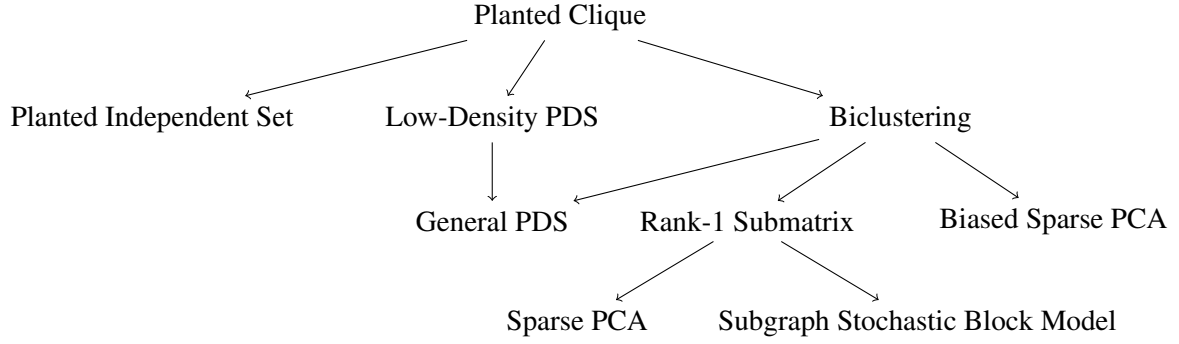 Planted Clique
Planted Independent Set
Low-Density PDS
Biclustering
General PDS
Rank-1 Submatrix
Biased Sparse PCA
Sparse PCA
Subgraph Stochastic Block Model